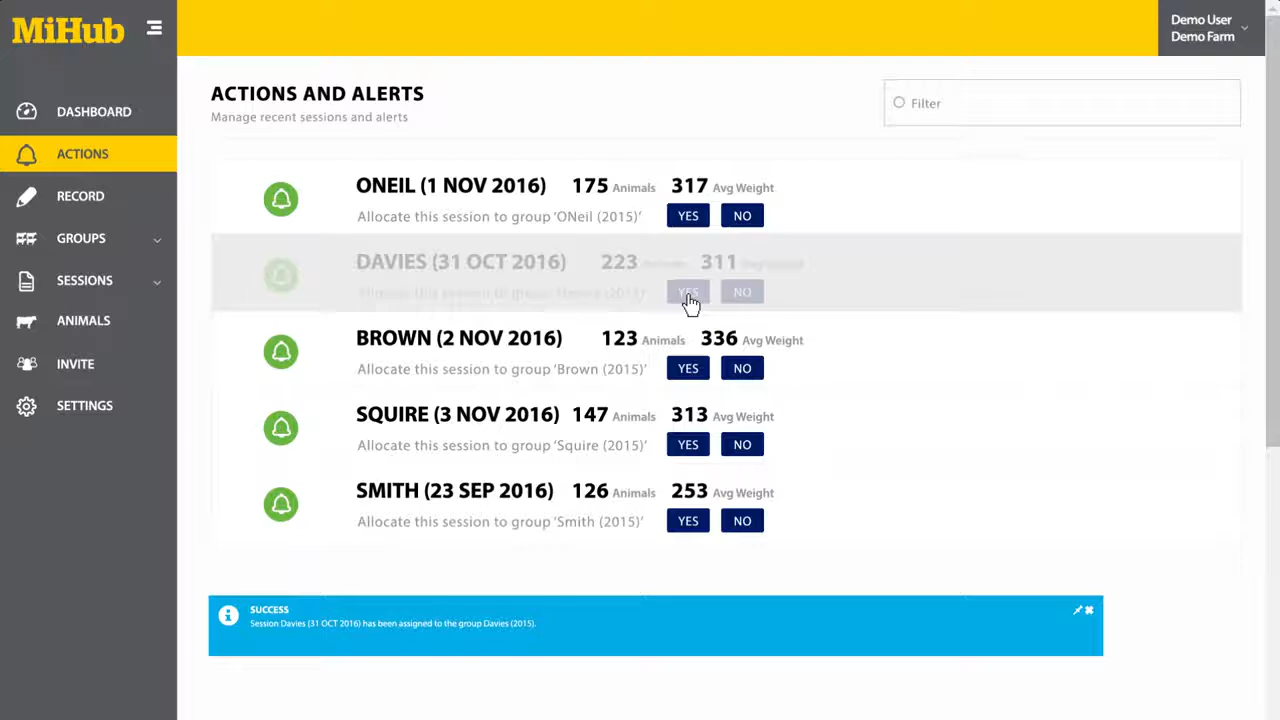 MiHub
Demo User
Demo Farm
DASHBOARD
ACTIONS
RECORD
GROUPS
SESSIONS
ANIMALS
INVITE
SETTINGS
ACTIONS AND ALERTS
Manage recent sessions and alerts
Filter
ONEIL (1 NOV 2016) 175 Animals 317 Avg Weight
Allocate this session to group ‘ONeil (2015)’ YES NO
DAVIES (31 OCT 2016) 223 311
YES NO
BROWN (2 NOV 2016) 123 Animals 336 Avg Weight
Allocate this session to group ‘Brown (2015)’ YES NO
SQUIRE (3 NOV 2016) 147 Animals 313 Avg Weight
Allocate this session to group ‘Squire (2015)’ YES NO
SMITH (23 SEP 2016) 126 Animals 253 Avg Weight
Allocate this session to group ‘Smith (2015)’ YES NO
SUCCESS
Session Davies (31 OCT 2016) has been assigned to the group Davies (2015).